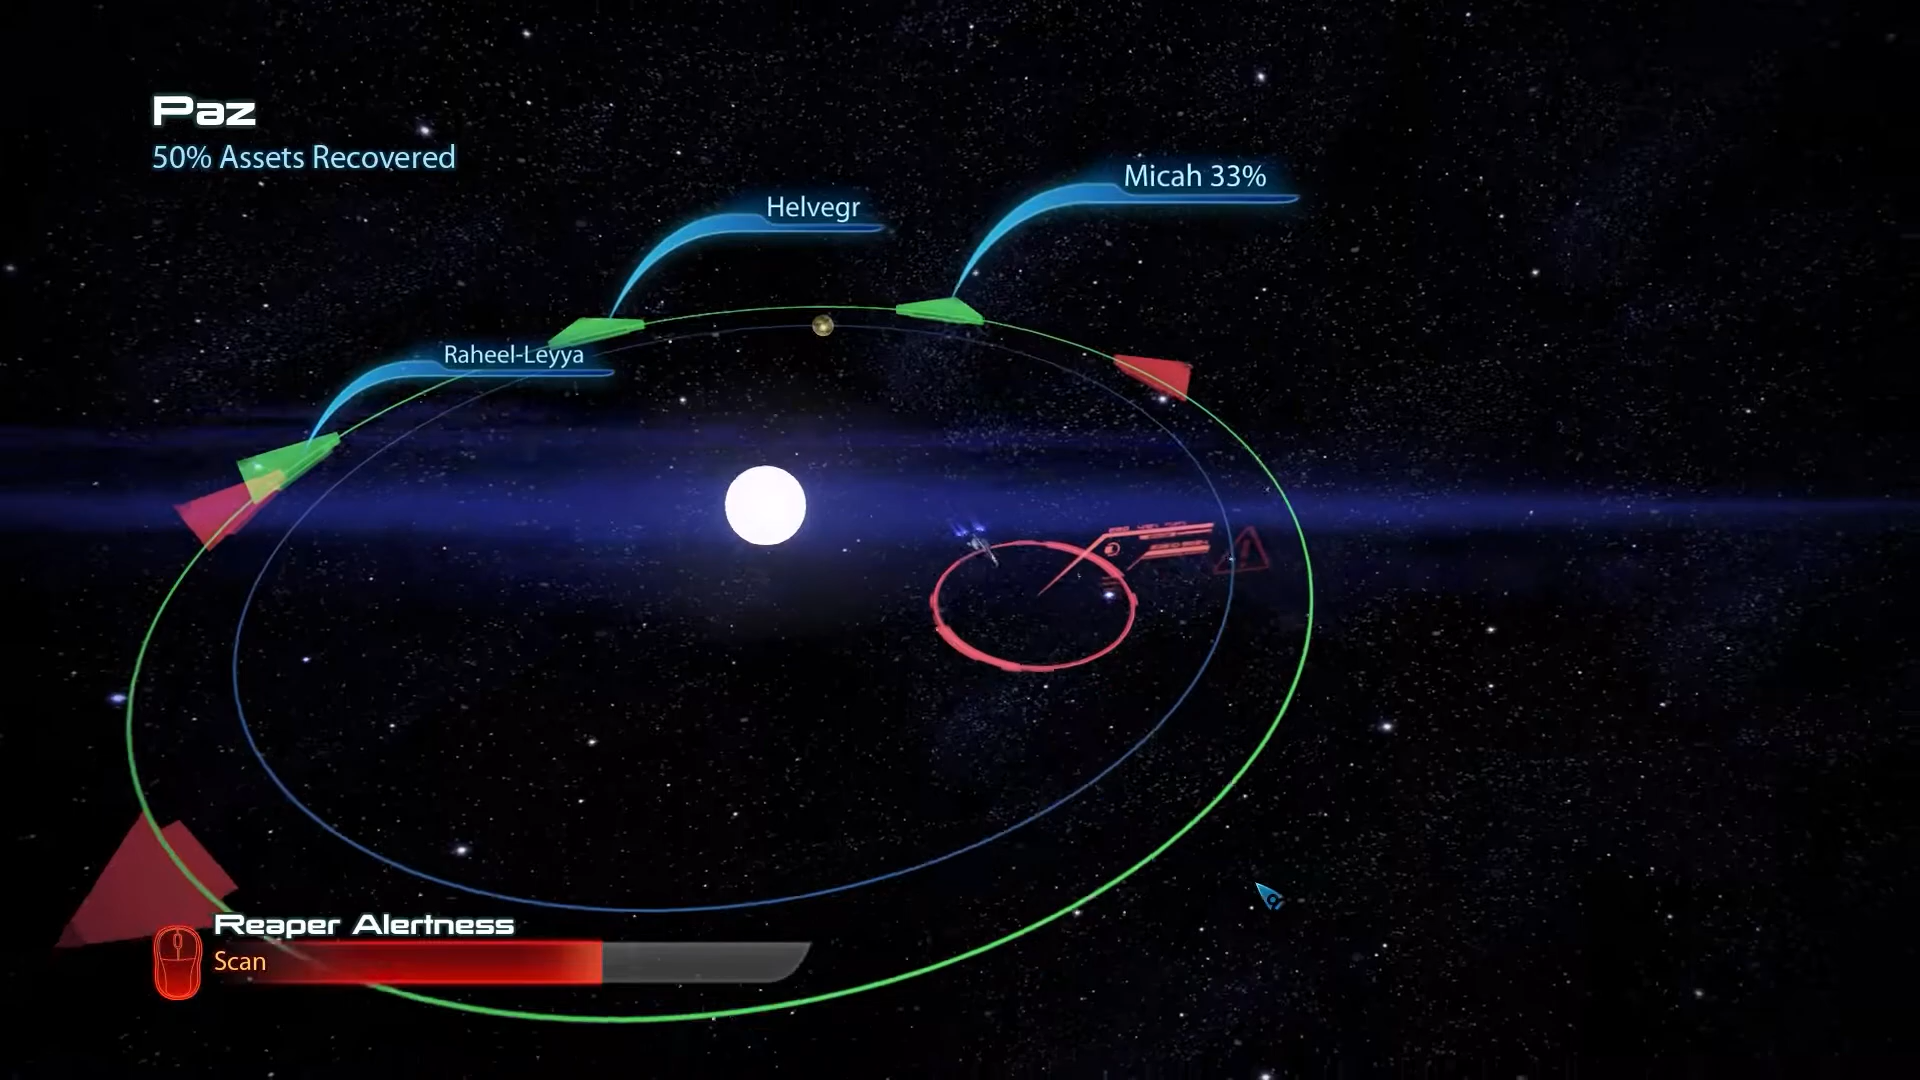 Paz
50% Assets Recovered
Micah 33%
Helvegr
Raheel-Leyya
Reaper Alertness
Scan